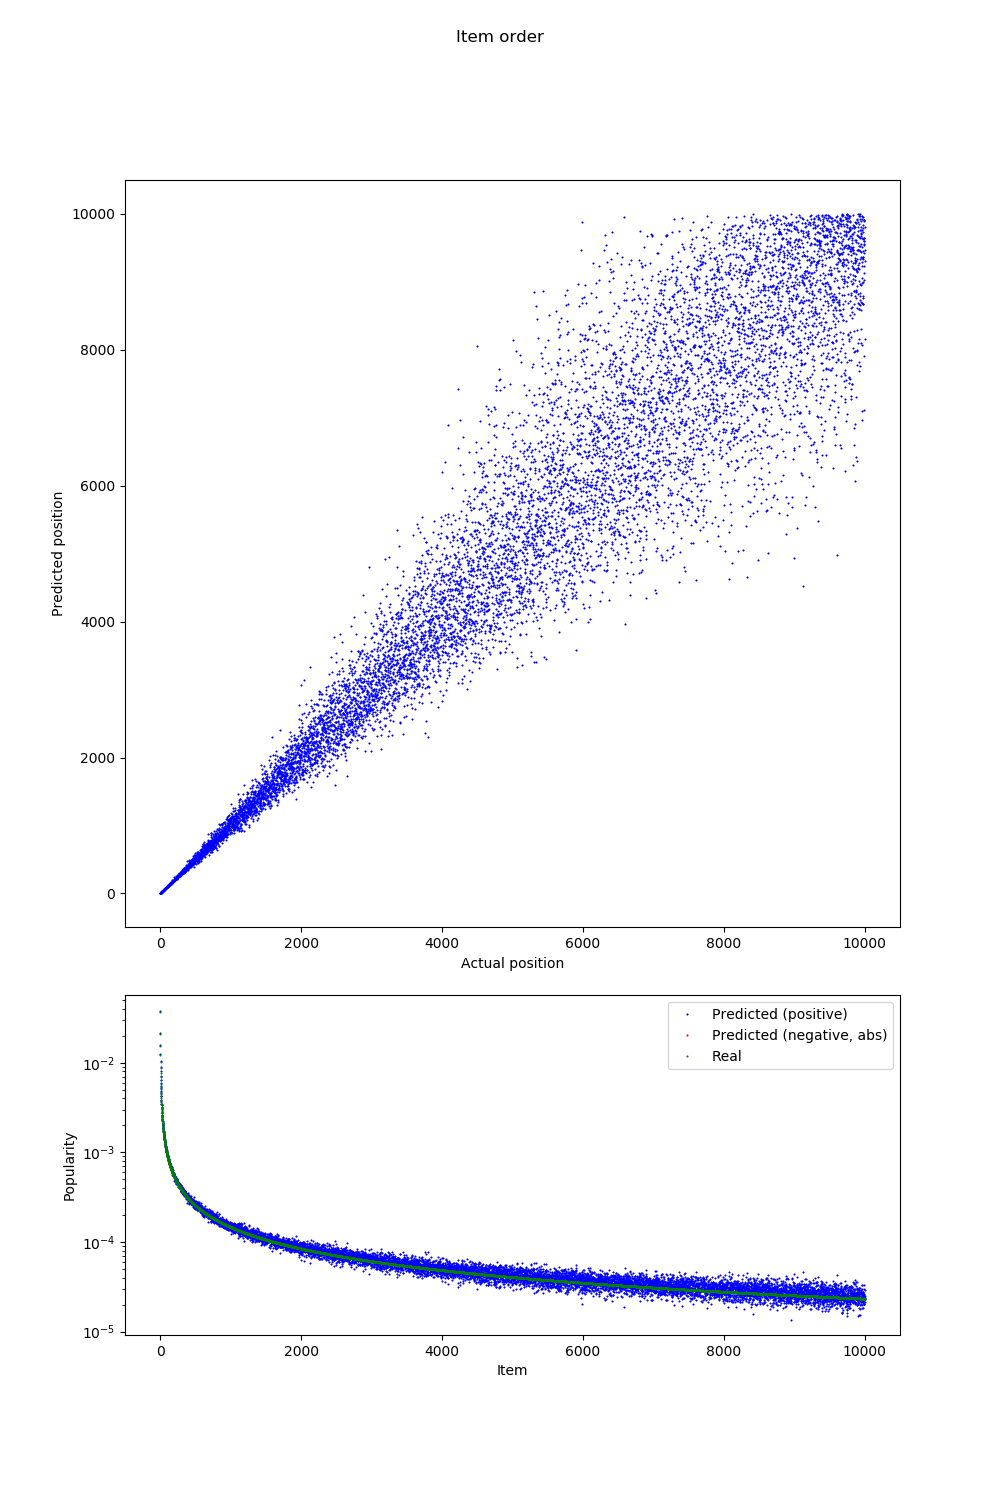 Item order
10000
8000
6000
4000
2000
0
Predicted position
0 2000 4000 6000 8000 10000
Actual position
10⁻²
10⁻³
10⁻⁴
10⁻⁵
Popularity
Predicted (positive)
Predicted (negative, abs)
Real
0 2000 4000 6000 8000 10000
Item